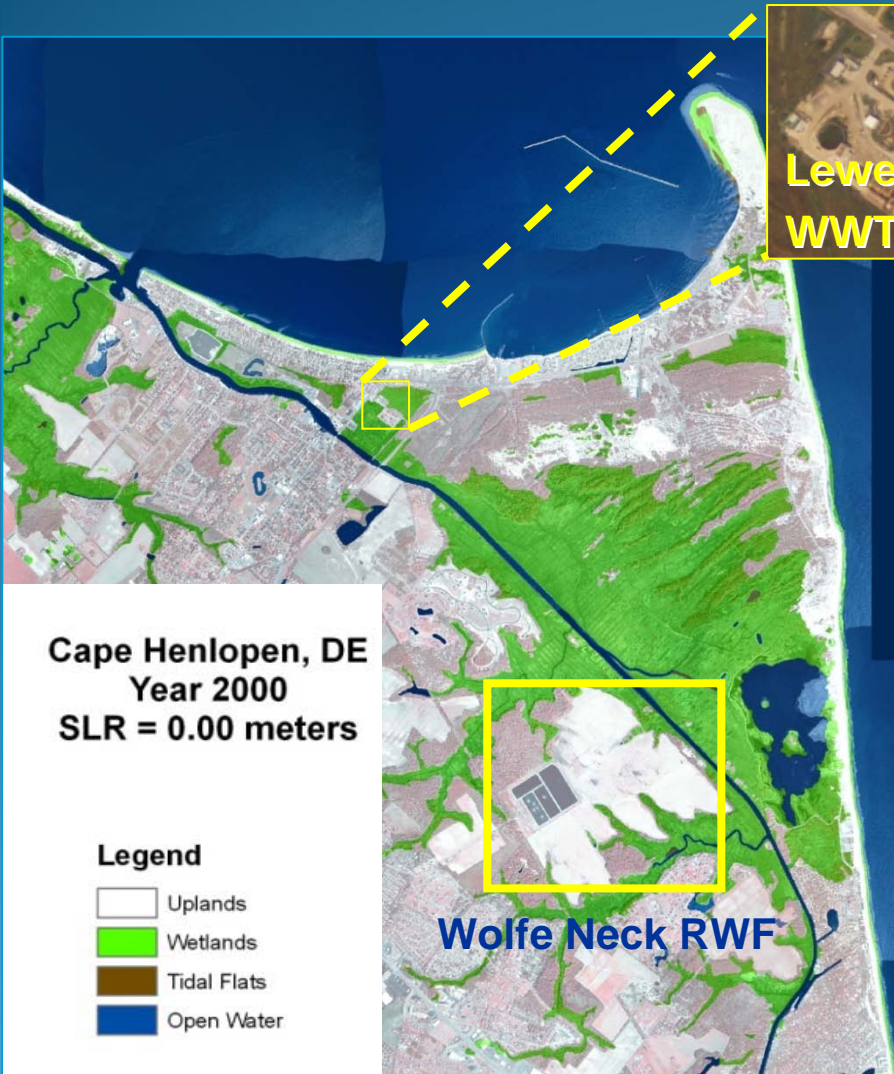 Lewe
WWT
Cape Henlopen, DE
Year 2000
SLR = 0.00 meters
Legend
Uplands
Wetlands
Tidal Flats
Open Water
Wolfe Neck RWF